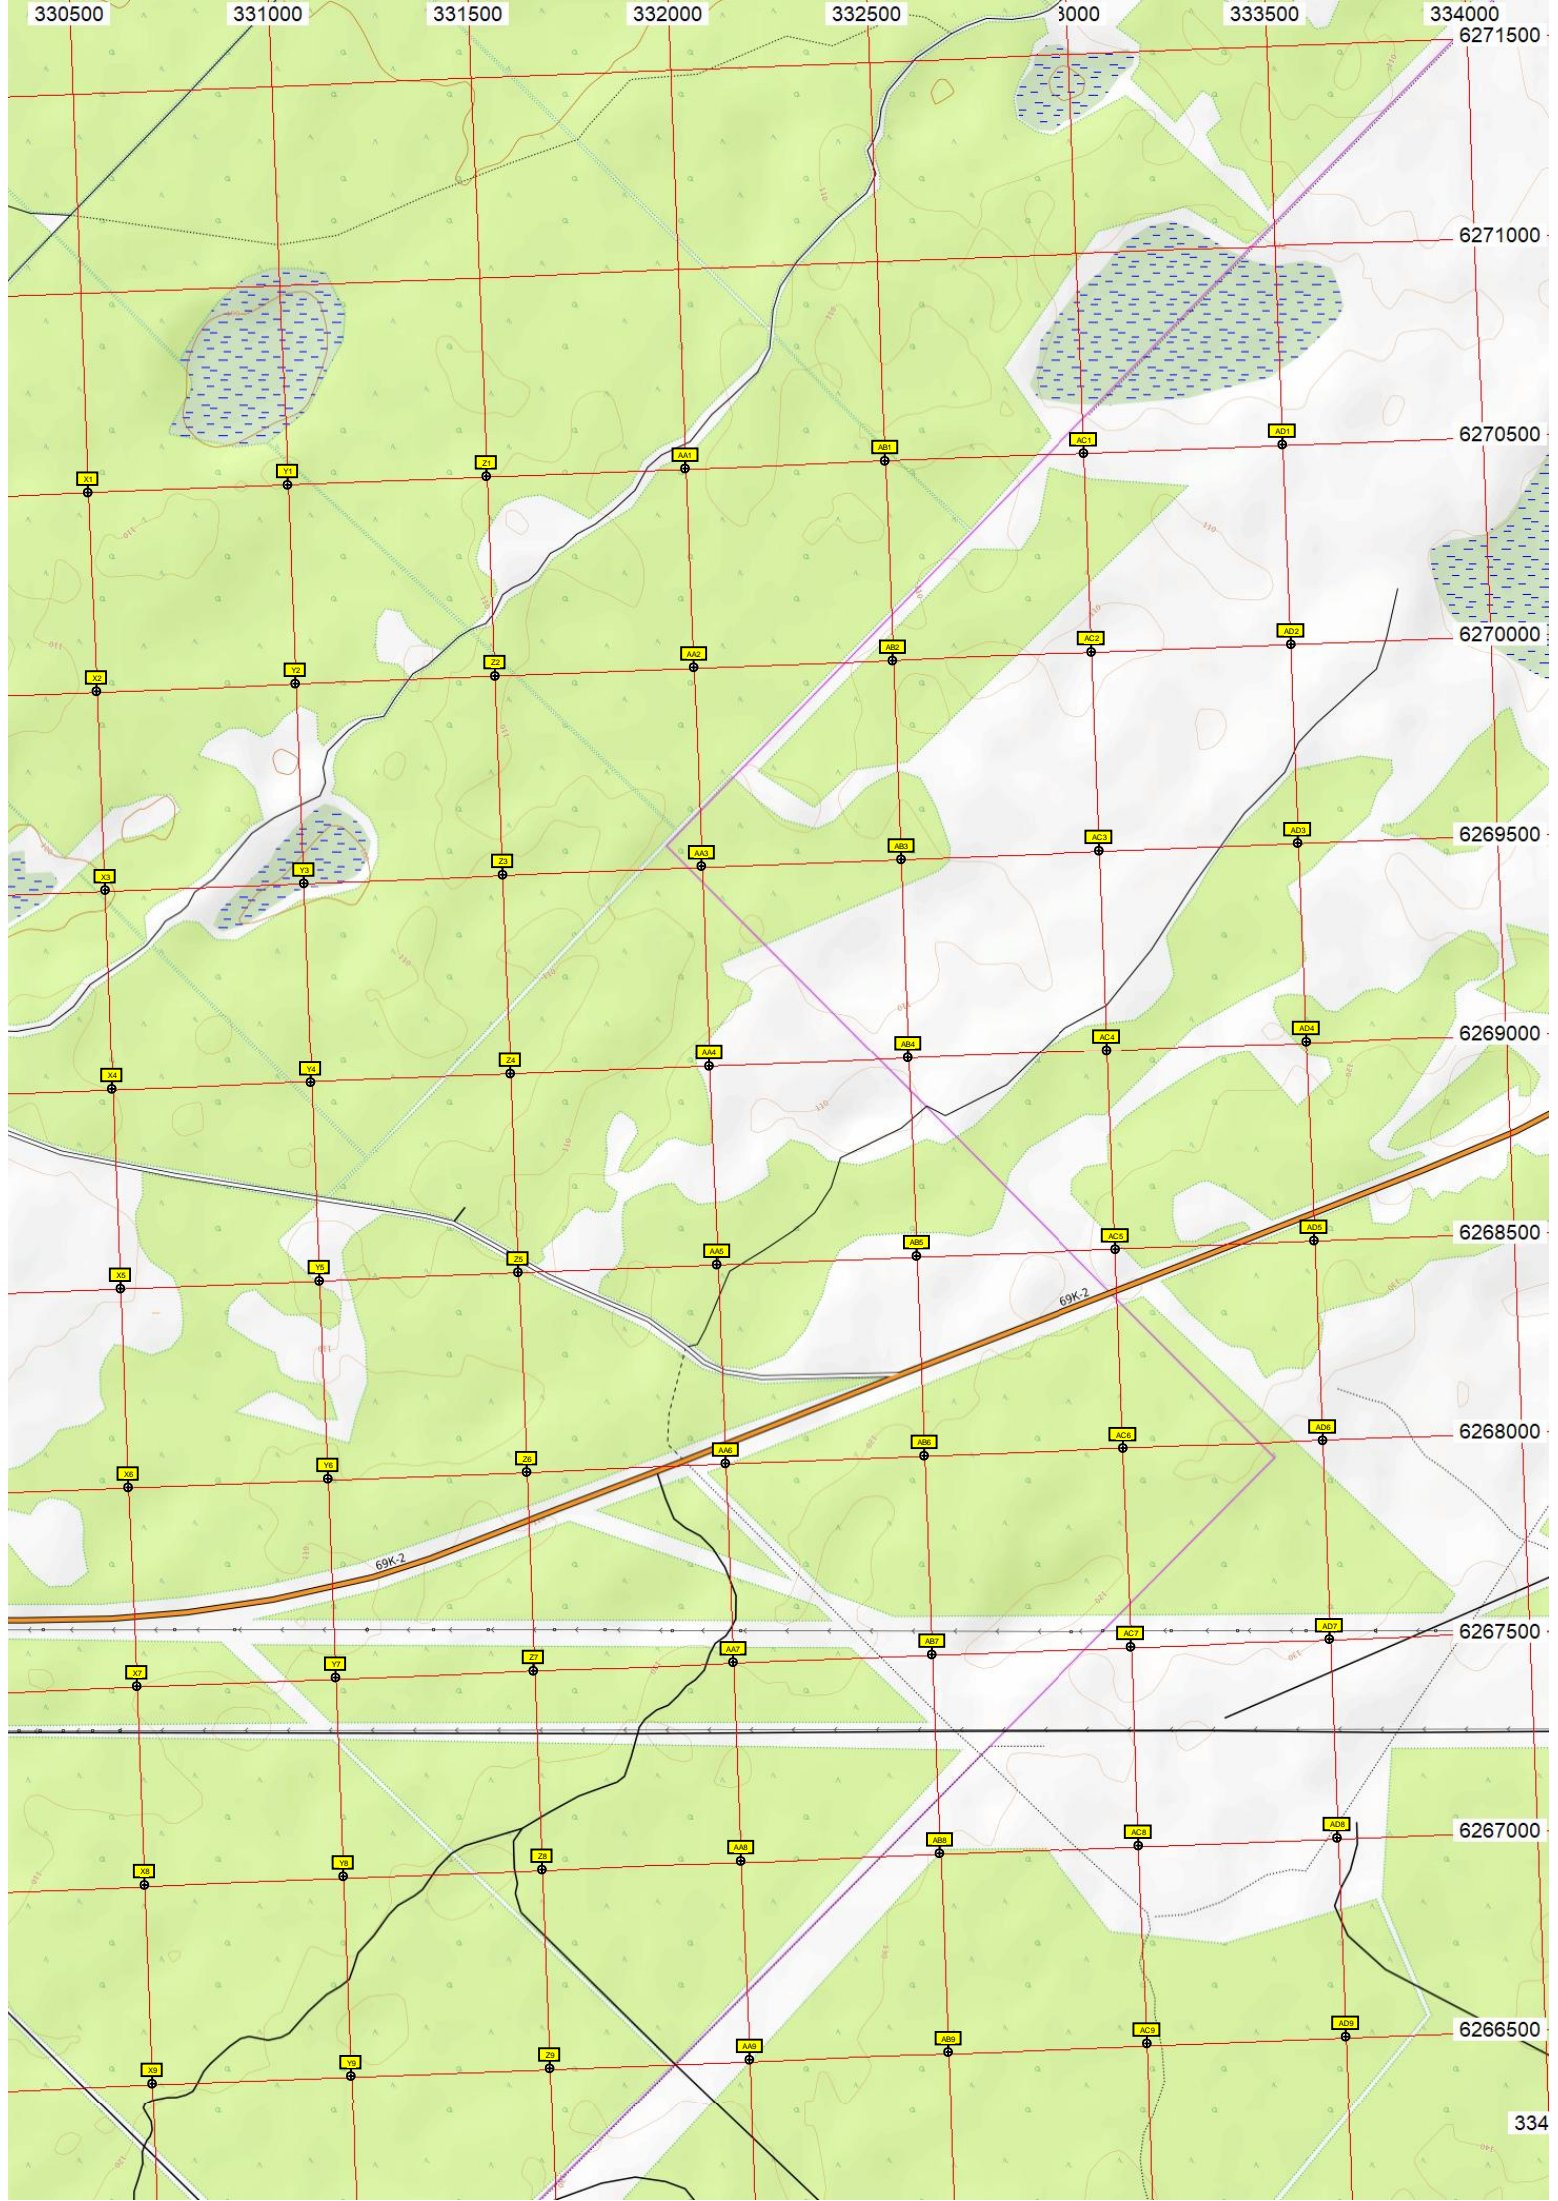 330500 331000 331500 332000 332500 3000 333500 334000
6271500
6271000
6270500
X1 Y1 Z1 AA1 AB1 AC1 AD1
6270000
X2 Y2 Z2 AA2 AB2 AC2 AD2
6269500
X3 Y3 Z3 AA3 AB3 AC3 AD3
6269000
X4 Y4 Z4 AA4 AB4 AC4 AD4
6268500
X5 Y5 Z5 AA5 AB5 AC5 AD5
69K-2
6268000
X6 Y6 Z6 AA6 AB6 AC6 AD6
69K-2
6267500
X7 Y7 Z7 AA7 AB7 AC7 AD7
6267000
X8 Y8 Z8 AA8 AB8 AC8 AD8
6266500
X9 Y9 Z9 AA9 AB9 AC9 AD9
334